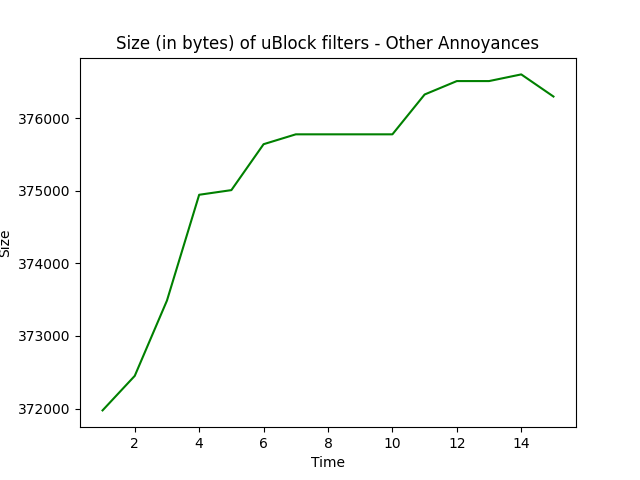 Size (in bytes) of uBlock filters - Other Annoyances
376000
375000
374000
373000
372000
Size
2 4 6 8 10 12 14
Time